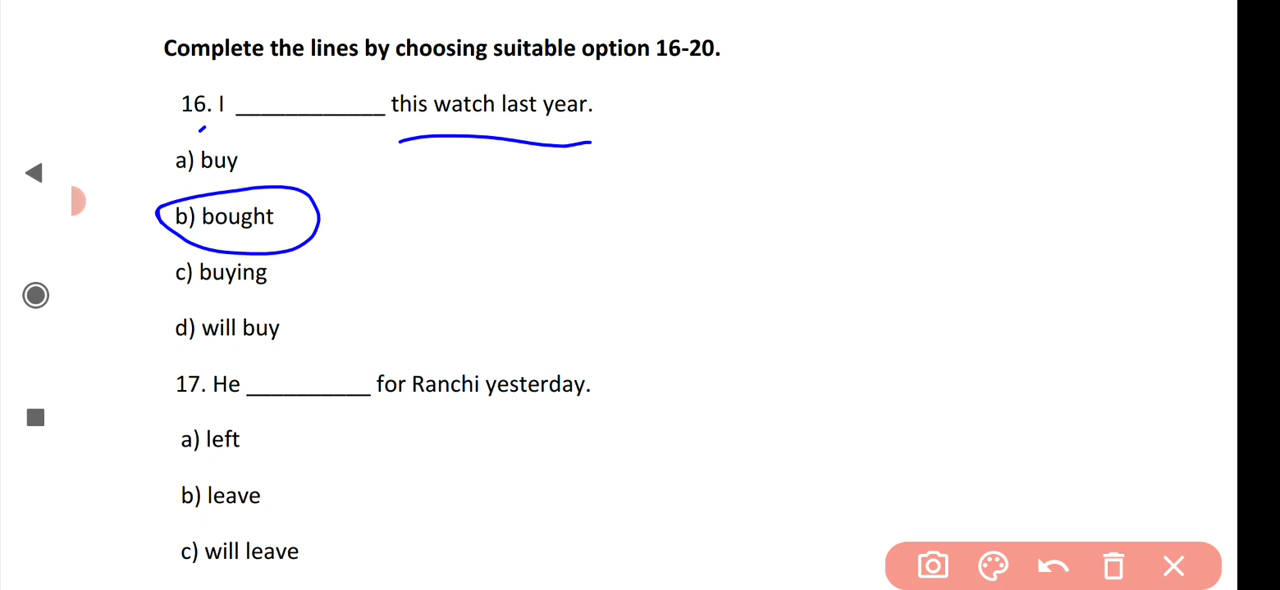 Complete the lines by choosing suitable option 16-20.
16. I ____________ this watch last year.
a) buy
b) bought
c) buying
d) will buy
17. He __________ for Ranchi yesterday.
a) left
b) leave
c) will leave